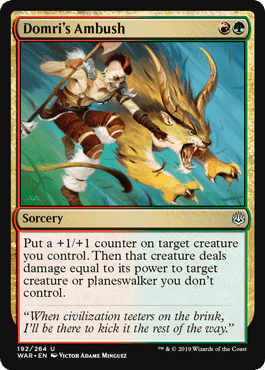 Domri's Ambush
Sorcery
Put a +1/+1 counter on target creature
you control. Then that creature deals
damage equal to its power to target
creature or planeswalker you don't
control.
“When civilization teeters on the brink,
I'll be there to kick it the rest of the way.”
192/264 U
WAR • EN Victor Adame Minguez
™ & © 2019 Wizards of the Coast